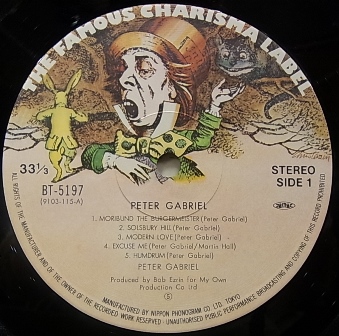 THE FAMOUS CHARISMA LABEL
33⅓
BT-5197
(9103-115-A)
STEREO
SIDE 1
PETER GABRIEL
1. MORIBUND THE BURGERMEISTER (Peter Gabriel)
2. SOLSBURY HILL (Peter Gabriel)
3. MODERN LOVE (Peter Gabriel)
4. EXCUSE ME (Peter Gabriel/Martin Hall)
5. HUMDRUM (Peter Gabriel)
PETER GABRIEL
Produced by Bob Ezrin for My Own
Production Co Ltd
(S)
MANUFACTURED BY NIPPON PHONOGRAM CO. LTD., TOKYO
ALL RIGHTS OF THE MANUFACTURER AND OF THE OWNER OF THE RECORDED WORK RESERVED · UNAUTHORISED PUBLIC PERFORMANCE, BROADCASTING AND COPYING OF THIS RECORD PROHIBITED